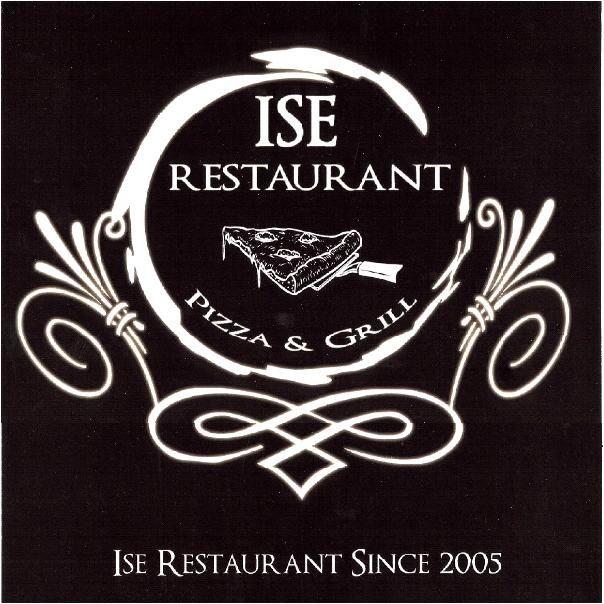 ISE
RESTAURANT
PIZZA & GRILL
ISE RESTAURANT SINCE 2005